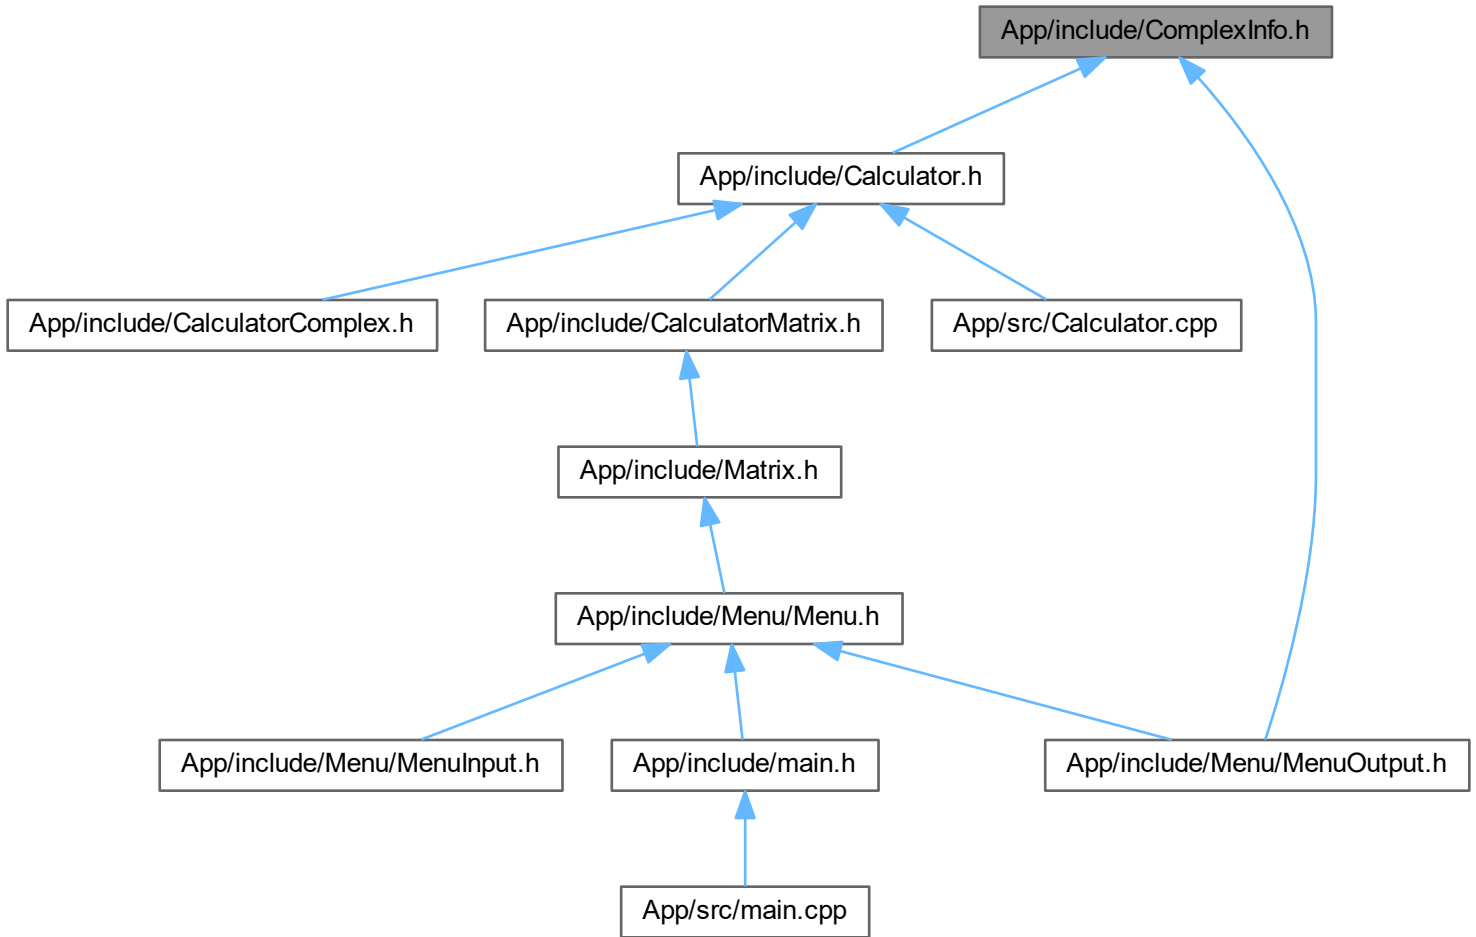 App/include/ComplexInfo.h
App/include/Calculator.h
App/include/CalculatorComplex.h
App/include/CalculatorMatrix.h
App/src/Calculator.cpp
App/include/Matrix.h
App/include/Menu/Menu.h
App/include/Menu/MenuInput.h
App/include/main.h
App/include/Menu/MenuOutput.h
App/src/main.cpp